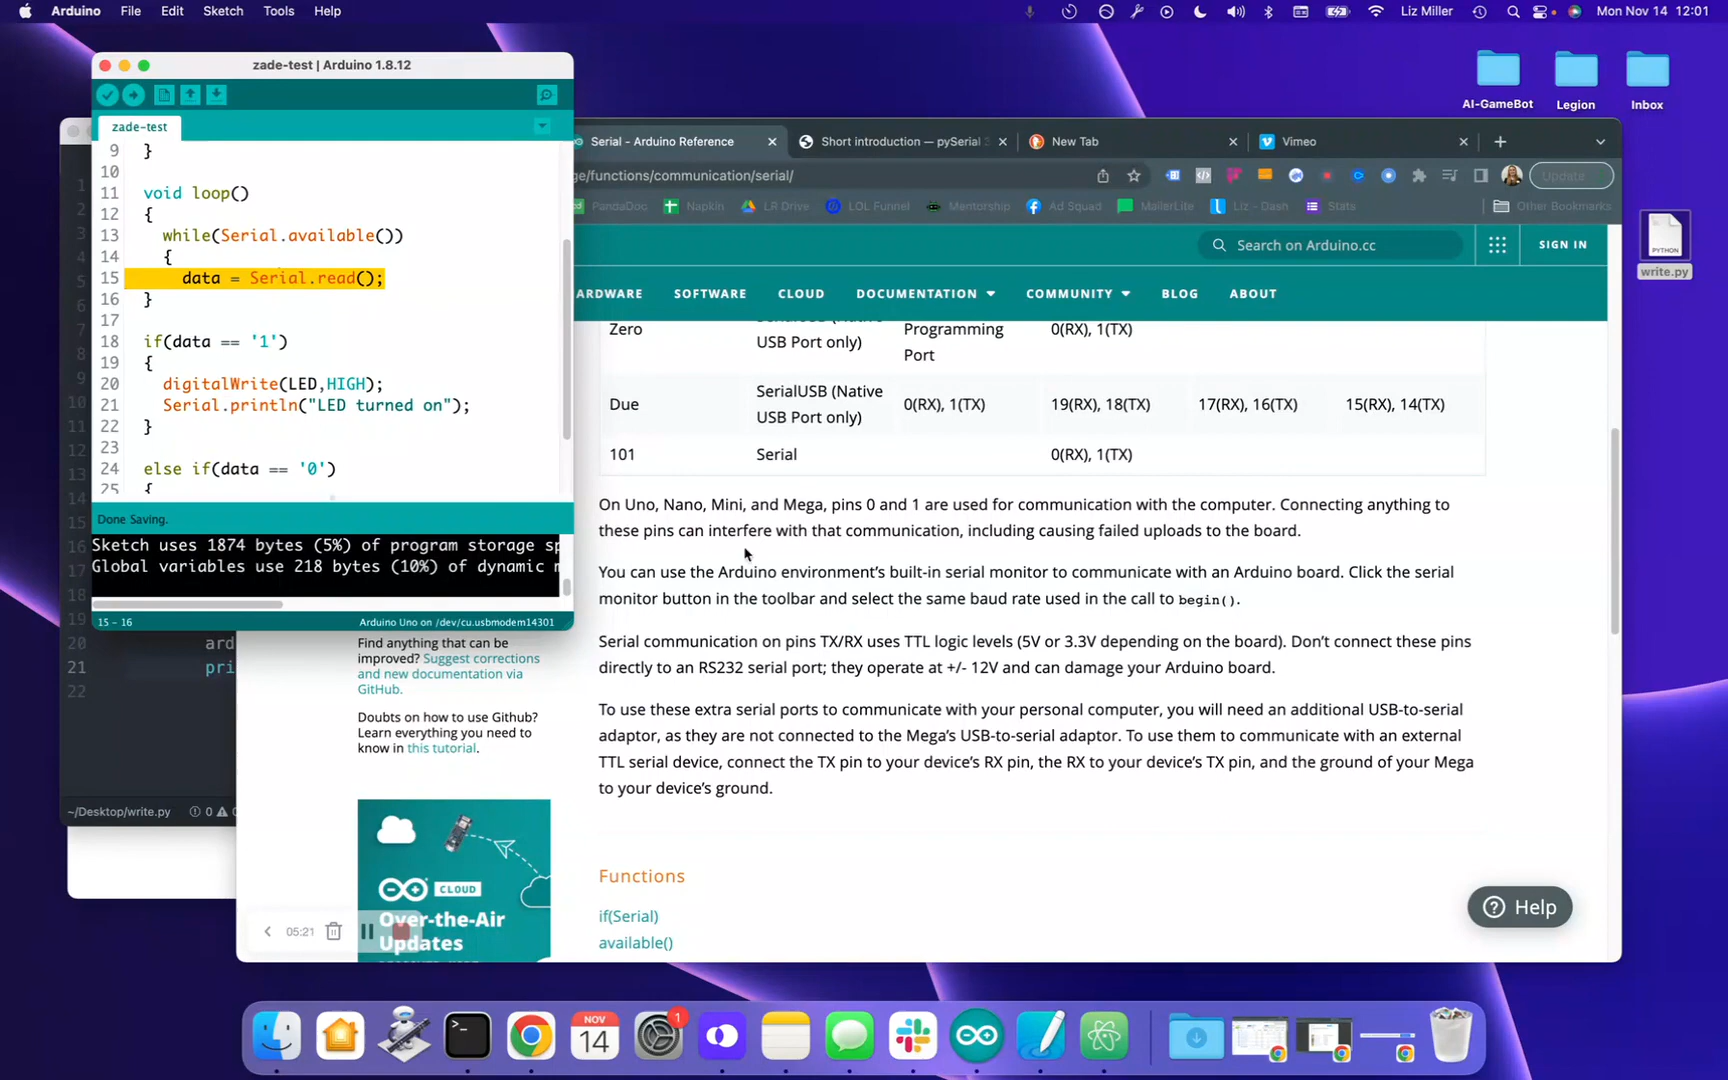 Arduino File Edit Sketch Tools Help
Liz Miller Mon Nov 14 12:01
AI-GameBot
Legion
Inbox
PYTHON
write.py
zade-test | Arduino 1.8.12
zade-test
9 }
10
11 void loop()
12 {
13 while(Serial.available())
14 {
15 data = Serial.read();
16 }
17
18 if(data == '1')
19 {
20 digitalWrite(LED,HIGH);
21 Serial.println("LED turned on");
22 }
23
24 else if(data == '0')
25 {
Done Saving.
Sketch uses 1874 bytes (5%) of program storage sp
Global variables use 218 bytes (10%) of dynamic m
15 - 16 Arduino Uno on /dev/cu.usbmodem14301
20 ard
21 pri
22
~/Desktop/write.py 0
Serial - Arduino Reference
Short introduction — pySerial 3
New Tab
Vimeo
ge/functions/communication/serial/
Update
PandaDoc Napkin LR Drive LOL Funnel Mentorship Ad Squad MallerLite Liz - Dash Stats Other Bookmarks
Search on Arduino.cc
SIGN IN
ARDWARE SOFTWARE CLOUD DOCUMENTATION COMMUNITY BLOG ABOUT
Zero
USB Port only)
Programming
Port
0(RX), 1(TX)
Due
SerialUSB (Native
USB Port only)
0(RX), 1(TX)
19(RX), 18(TX)
17(RX), 16(TX)
15(RX), 14(TX)
101
Serial
0(RX), 1(TX)
On Uno, Nano, Mini, and Mega, pins 0 and 1 are used for communication with the computer. Connecting anything to
these pins can interfere with that communication, including causing failed uploads to the board.
You can use the Arduino environment's built-in serial monitor to communicate with an Arduino board. Click the serial
monitor button in the toolbar and select the same baud rate used in the call to begin().
Serial communication on pins TX/RX uses TTL logic levels (5V or 3.3V depending on the board). Don't connect these pins
directly to an RS232 serial port; they operate at +/- 12V and can damage your Arduino board.
To use these extra serial ports to communicate with your personal computer, you will need an additional USB-to-serial
adaptor, as they are not connected to the Mega's USB-to-serial adaptor. To use them to communicate with an external
TTL serial device, connect the TX pin to your device's RX pin, the RX to your device's TX pin, and the ground of your Mega
to your device's ground.
Functions
if(Serial)
available()
Find anything that can be
improved? Suggest corrections
and new documentation via
GitHub.
Doubts on how to use Github?
Learn everything you need to
know in this tutorial.
CLOUD
Over-the-Air
Updates
05:21
Help
1
NOV
14